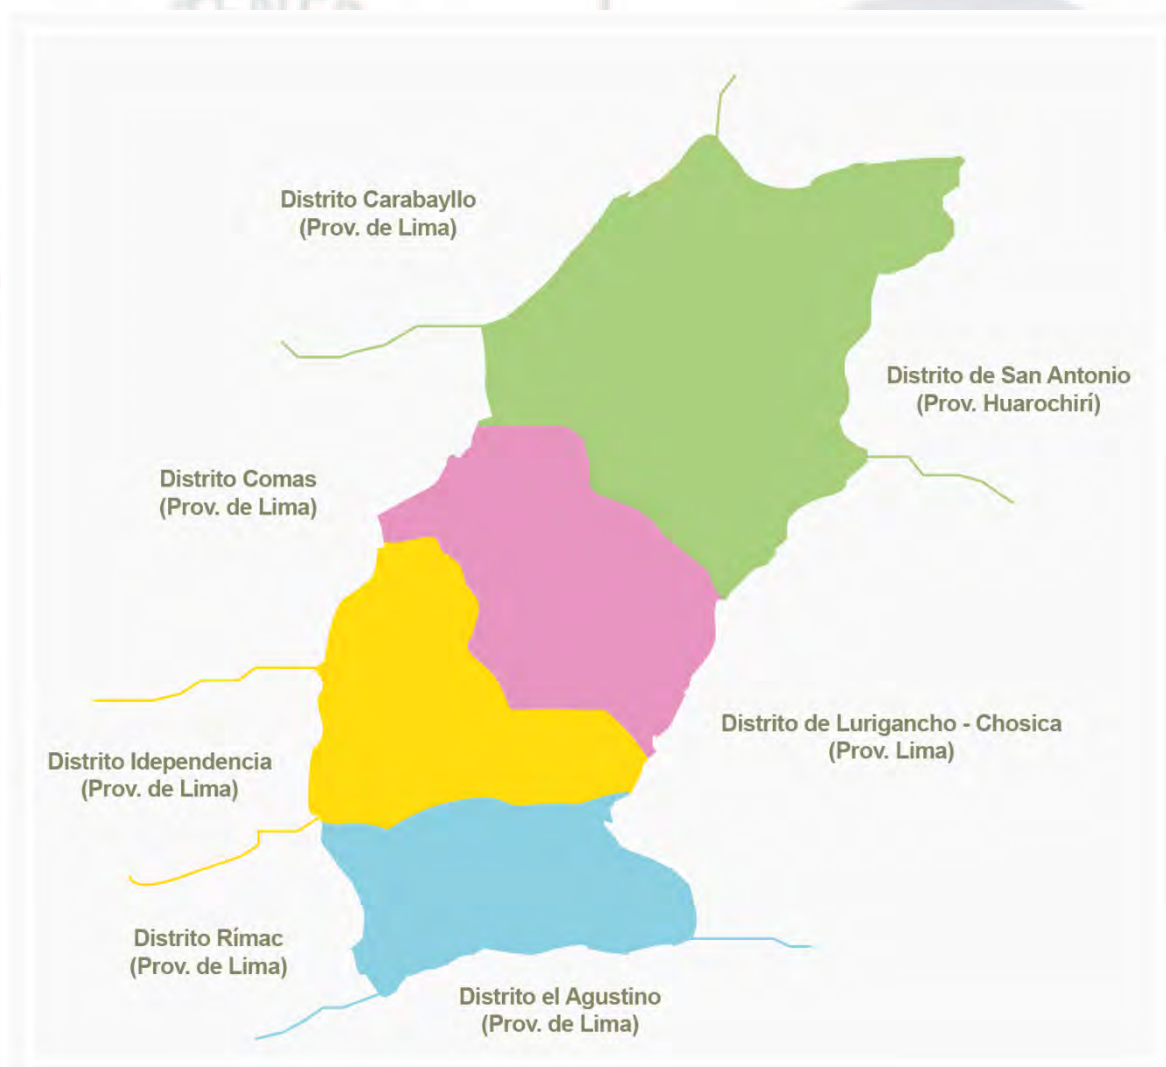 Distrito Carabayllo
(Prov. de Lima)
Distrito de San Antonio
(Prov. Huarochirí)
Distrito Comas
(Prov. de Lima)
Distrito de Lurigancho - Chosica
(Prov. Lima)
Distrito Idependencia
(Prov. de Lima)
Distrito Rímac
(Prov. de Lima)
Distrito el Agustino
(Prov. de Lima)